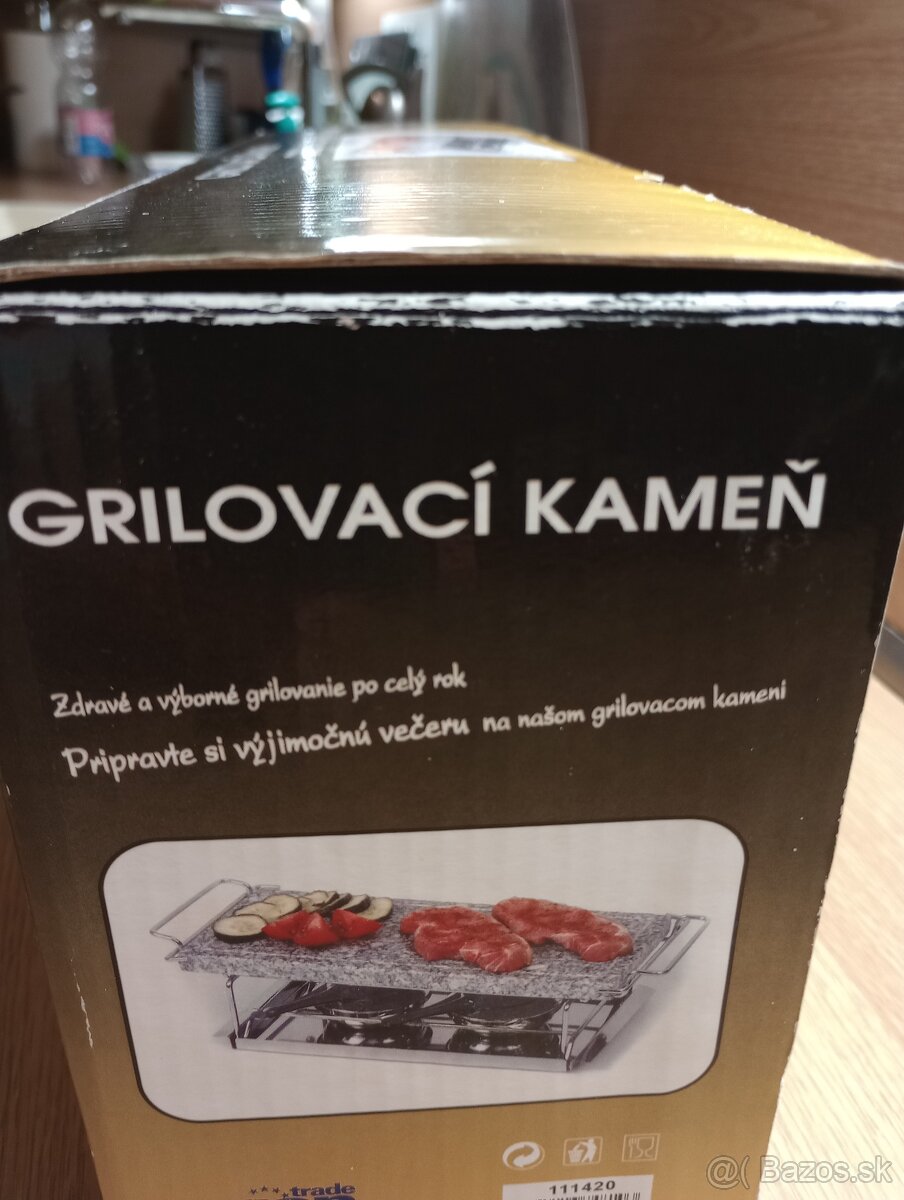 GRILOVACÍ KAMEŇ
Zdravé a výborné grilovanie po celý rok
Pripravte si výjimočnú večeru na našom grilovacom kameni
trade
111420
@( Bazos.sk